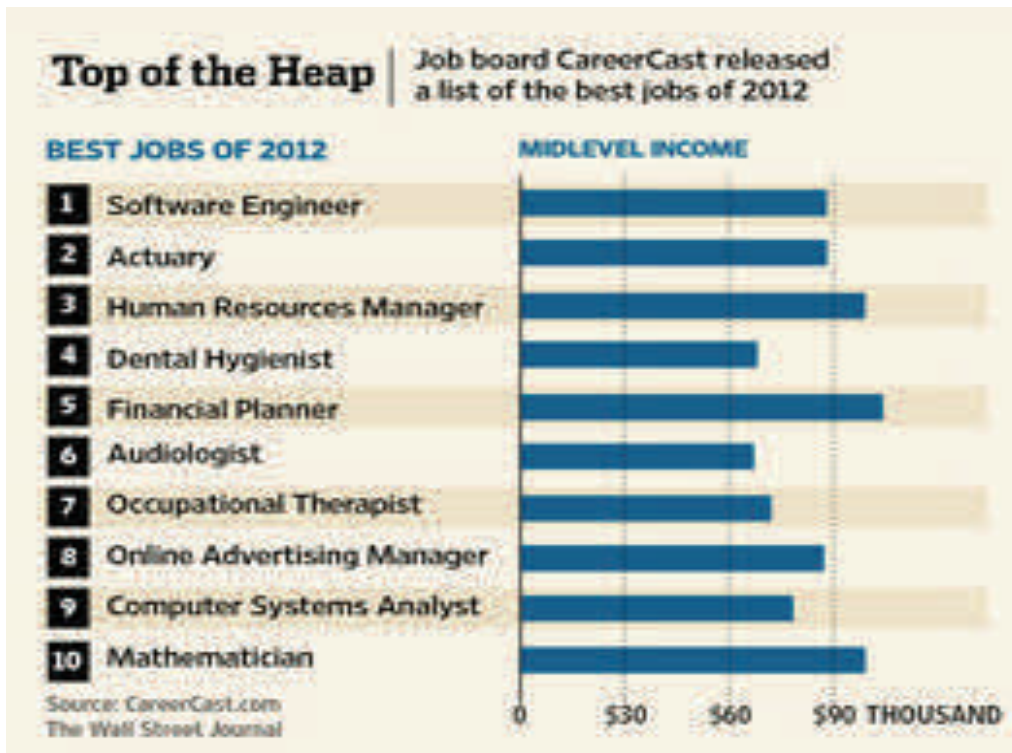 Top of the Heap
Job board CareerCast released
a list of the best jobs of 2012
BEST JOBS OF 2012
MIDLEVEL INCOME
1 Software Engineer
2 Actuary
3 Human Resources Manager
4 Dental Hygienist
5 Financial Planner
6 Audiologist
7 Occupational Therapist
8 Online Advertising Manager
9 Computer Systems Analyst
10 Mathematician
0 $30 $60 $90 THOUSAND
Source: CareerCast.com
The Wall Street Journal